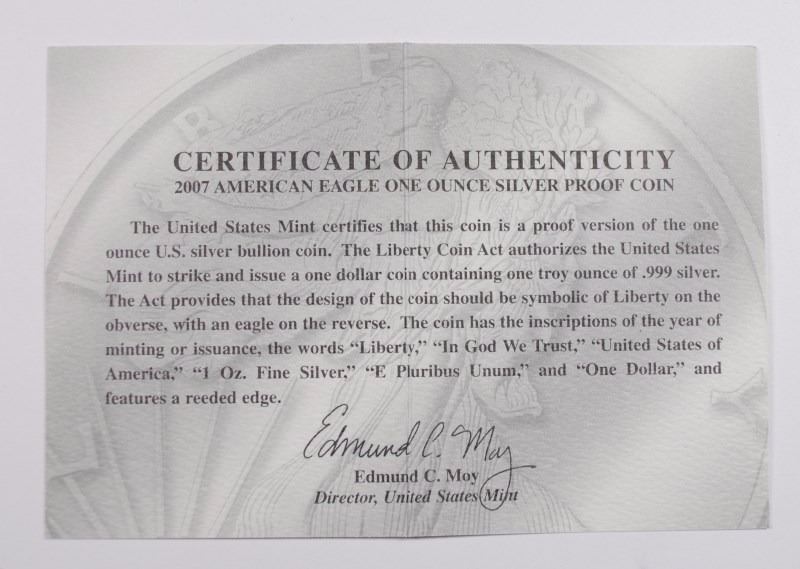 CERTIFICATE OF AUTHENTICITY
2007 AMERICAN EAGLE ONE OUNCE SILVER PROOF COIN
The United States Mint certifies that this coin is a proof version of the one
ounce U.S. silver bullion coin. The Liberty Coin Act authorizes the United States
Mint to strike and issue a one dollar coin containing one troy ounce of .999 silver.
The Act provides that the design of the coin should be symbolic of Liberty on the
obverse, with an eagle on the reverse. The coin has the inscriptions of the year of
minting or issuance, the words “Liberty,” “In God We Trust,” “United States of
America,” “1 Oz. Fine Silver,” “E Pluribus Unum,” and “One Dollar,” and
features a reeded edge.
Edmund C. Moy
Edmund C. Moy
Director, United States Mint